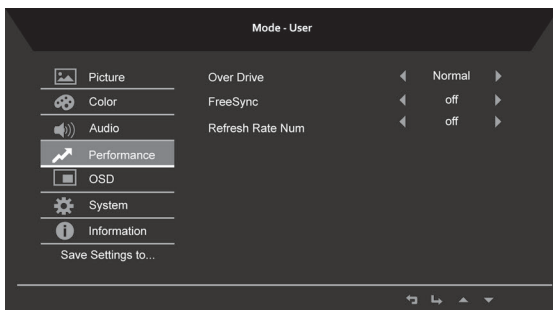 Mode - User
Picture
Over Drive Normal
Color
FreeSync off
Audio
Refresh Rate Num off
Performance
OSD
System
Information
Save Settings to...